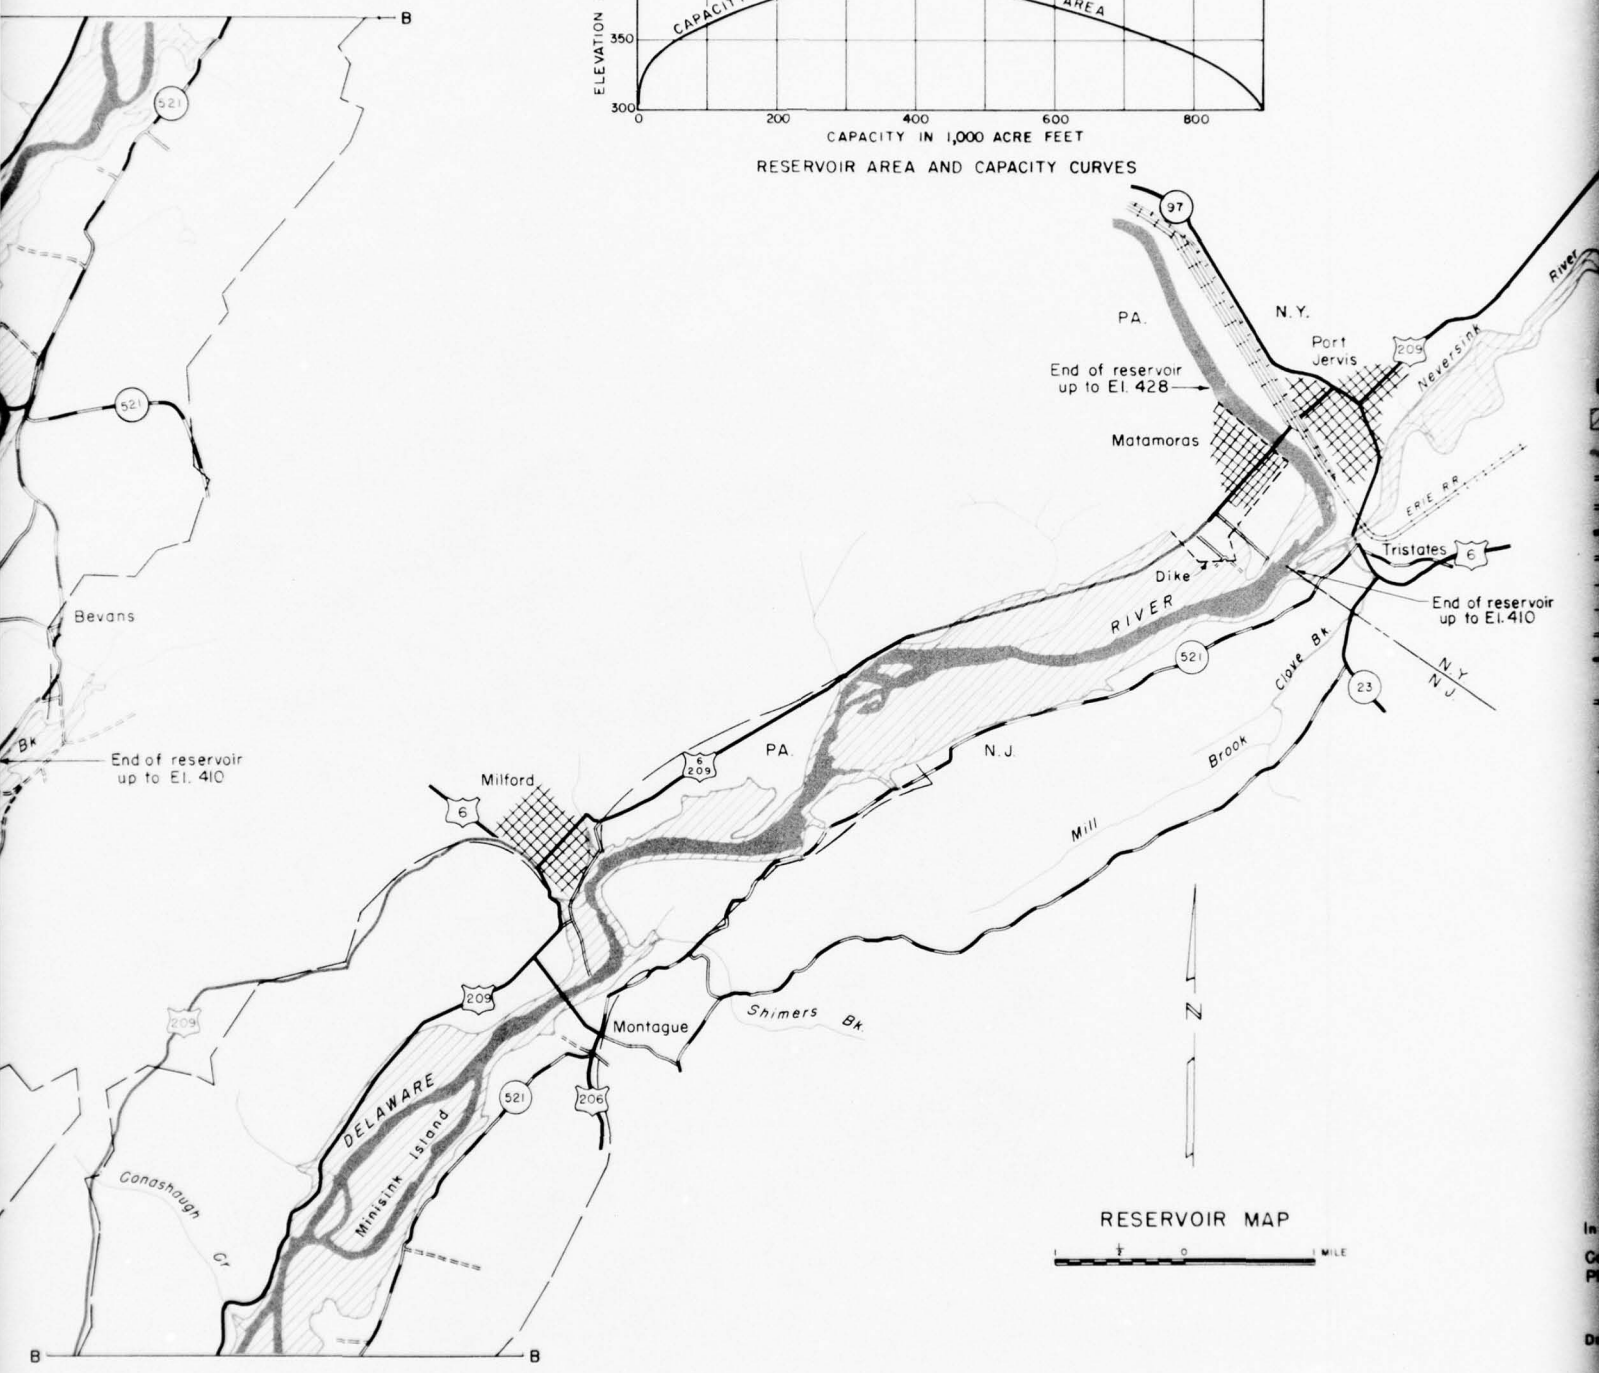 B
CAPACIT
AREA
ELEVATION
350
300
0
200
400
600
800
CAPACITY IN 1,000 ACRE FEET
RESERVOIR AREA AND CAPACITY CURVES
97
521
River
N.Y.
PA.
Port
Jervis
209
Neversink
End of reservoir
up to El. 428
521
Matamoras
ERIE RR
Tristates
6
Dike
End of reservoir
up to El. 410
RIVER
Bevans
Clove Bk.
521
N.Y
N.J.
23
Bk
End of reservoir
up to El. 410
PA.
N.J.
6
209
Brook
Milford
6
Mill
209
209
Shimers Bk.
Montague
N
DELAWARE
521
206
Minisink Island
Conashaugh
Cr
RESERVOIR MAP
1
½
0
1 MILE
In
B
B